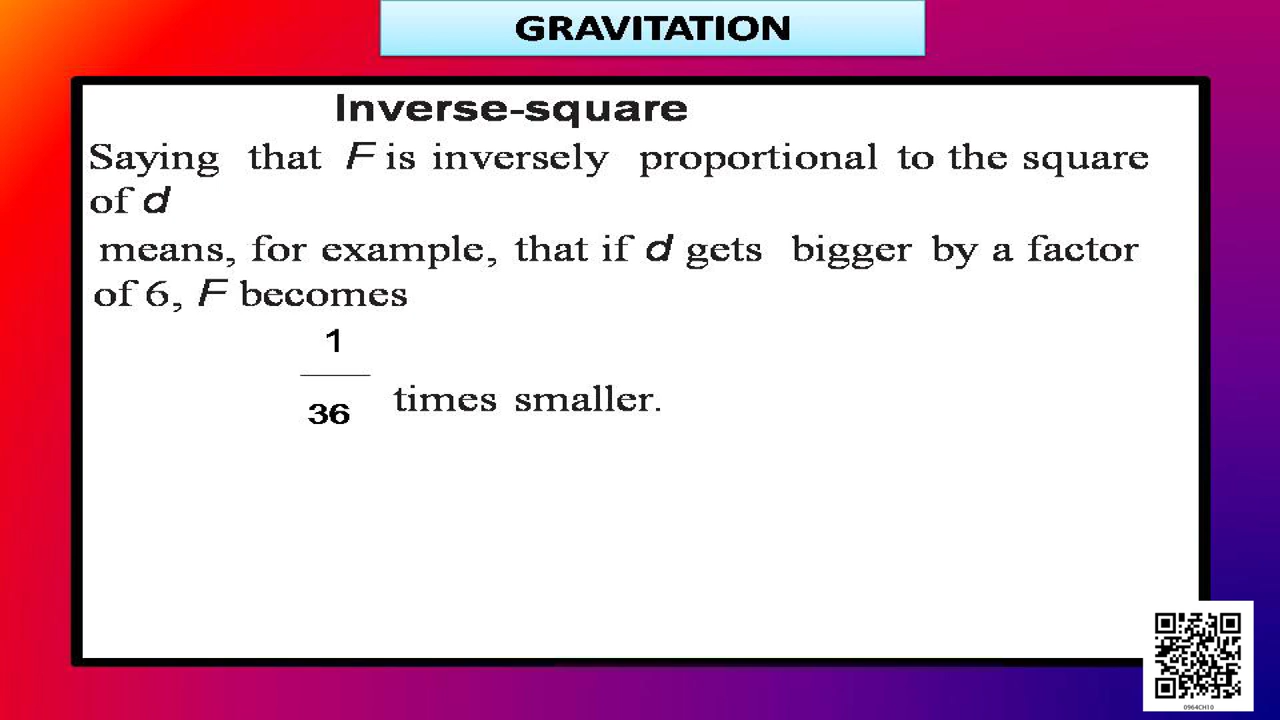 GRAVITATION
Inverse-square
Saying that F is inversely proportional to the square
of d
means, for example, that if d gets bigger by a factor
of 6, F becomes
1
36 times smaller.
0964CH10